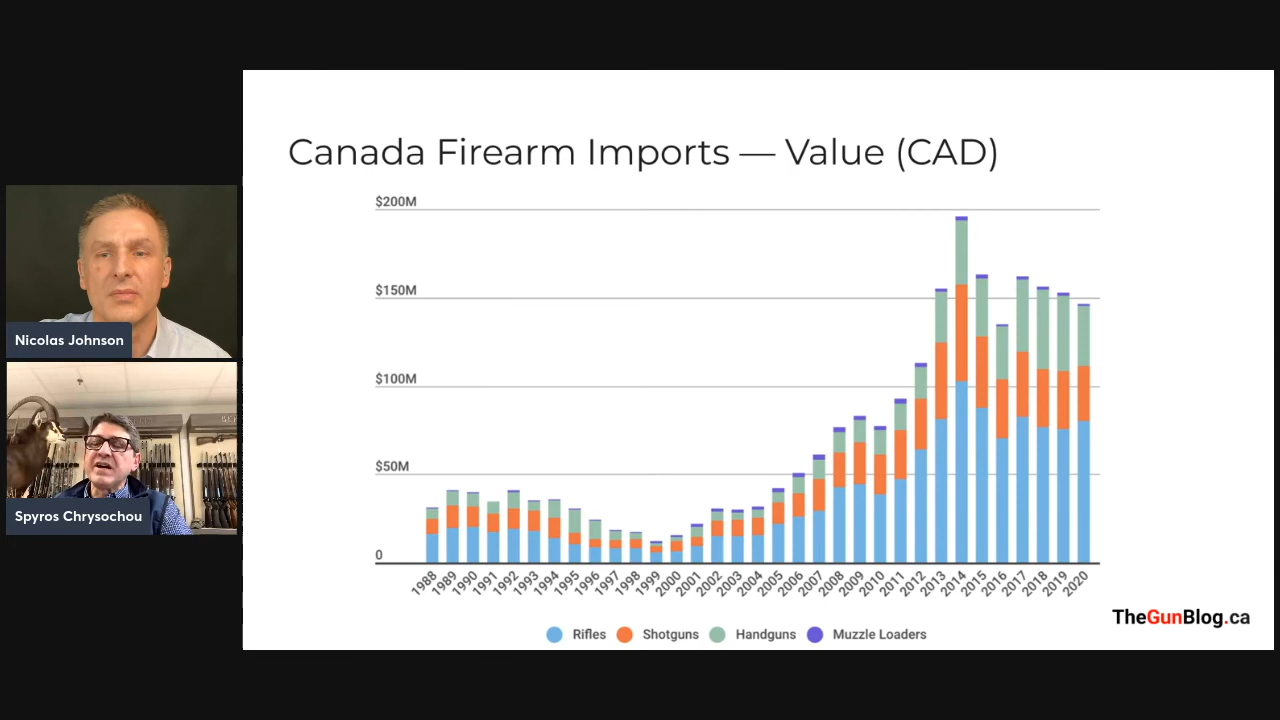 Canada Firearm Imports — Value (CAD)
$200M
$150M
$100M
$50M
0
1988 1989 1990 1991 1992 1993 1994 1995 1996 1997 1998 1999 2000 2001 2002 2003 2004 2005 2006 2007 2008 2009 2010 2011 2012 2013 2014 2015 2016 2017 2018 2019 2020
Rifles Shotguns Handguns Muzzle Loaders
TheGunBlog.ca
Nicolas Johnson
Spyros Chrysochou